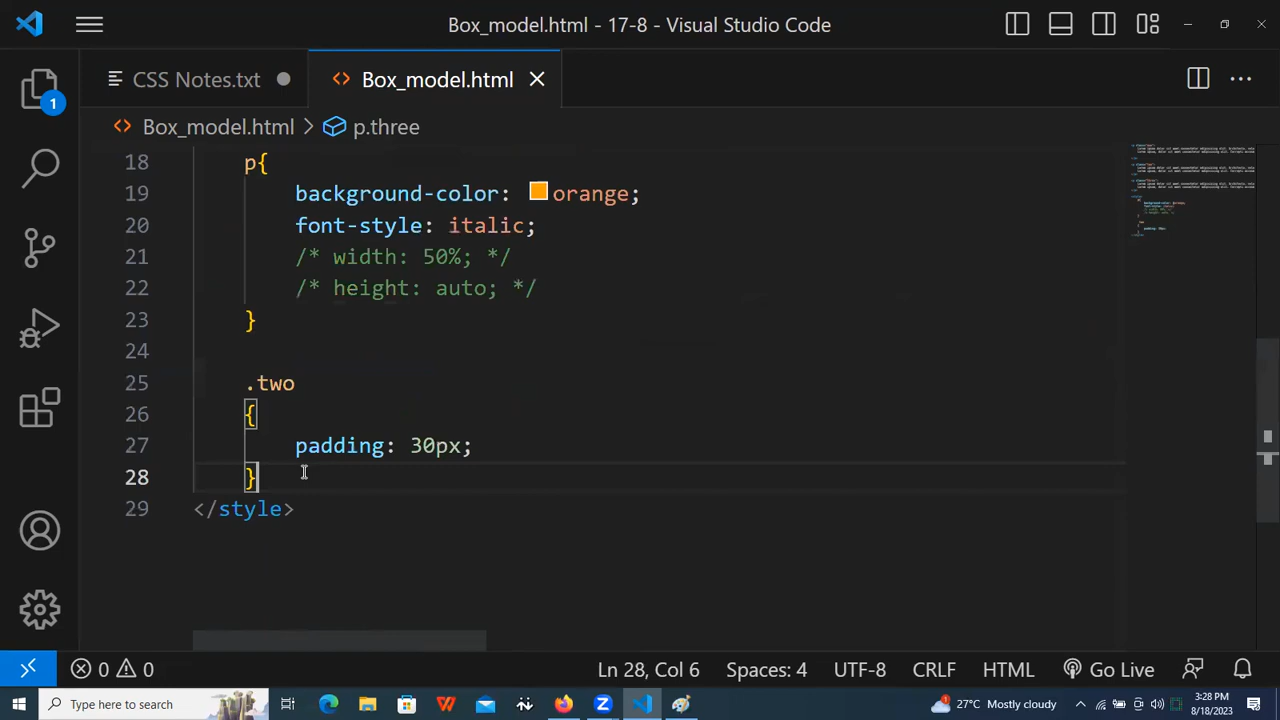 Box_model.html - 17-8 - Visual Studio Code
CSS Notes.txt
Box_model.html
Box_model.html > p.three
1
18 p{
19 background-color: orange;
20 font-style: italic;
21 /* width: 50%; */
22 /* height: auto; */
23 }
24
25 .two
26 {
27 padding: 30px;
28 }
29 </style>
0 0 Ln 28, Col 6 Spaces: 4 UTF-8 CRLF HTML Go Live
Type here to search 27°C Mostly cloudy 3:28 PM
8/18/2023